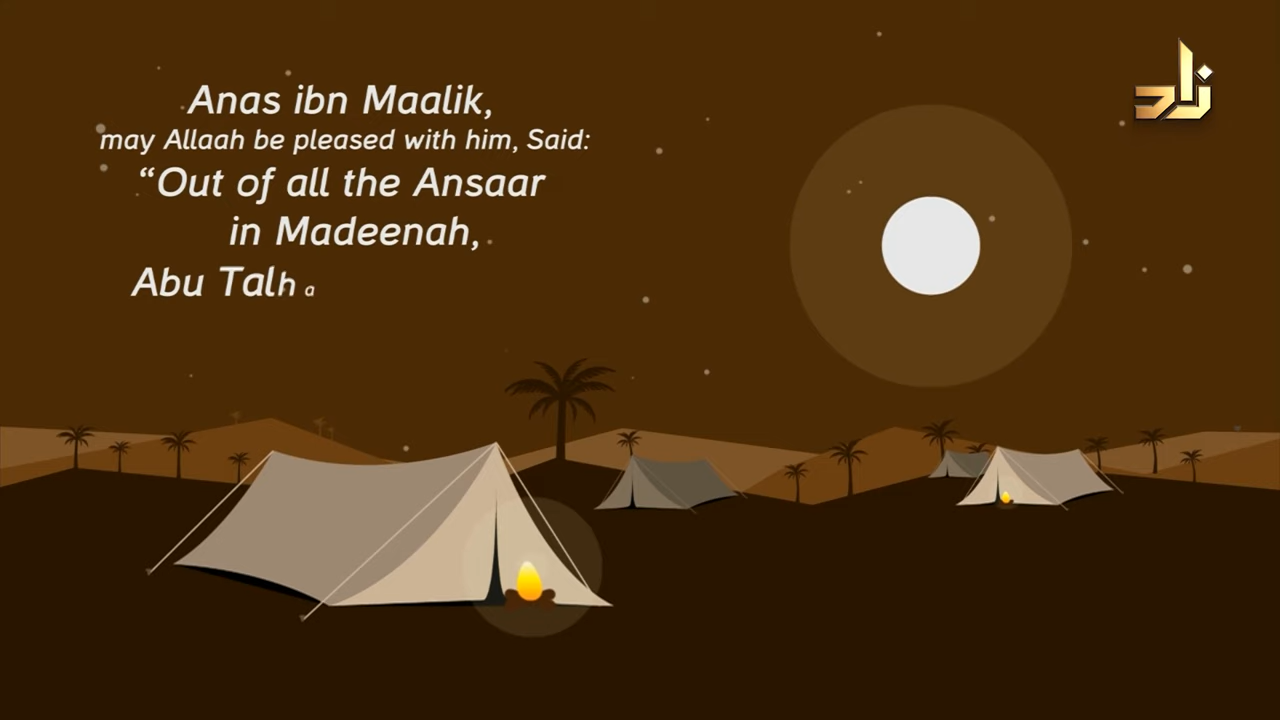 Anas ibn Maalik,
may Allaah be pleased with him, Said:
“Out of all the Ansaar
in Madeenah,
Abu Talha
زاد